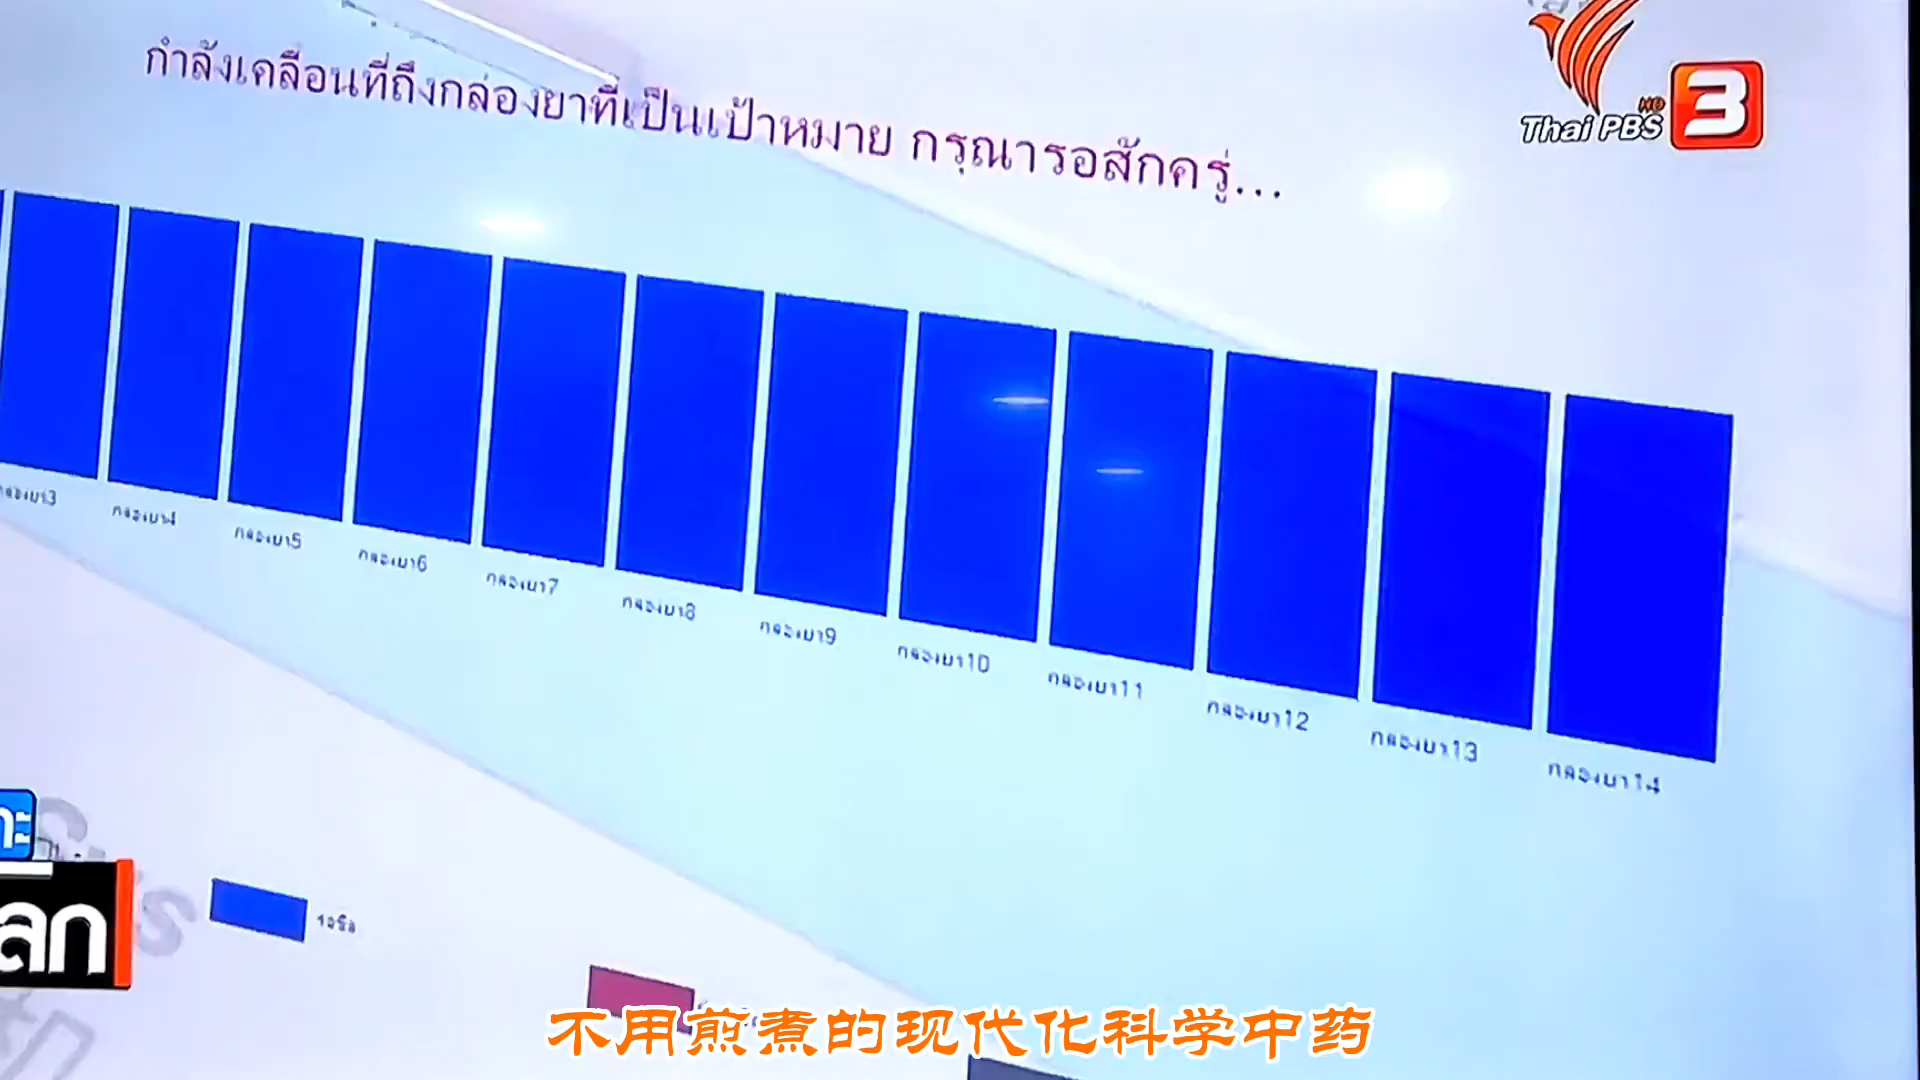 กำลังเคลื่อนที่ถึงกล่องยาที่เป็นเป้าหมาย กรุณารอสักครู่...
HD
Thai PBS 3
กล่องยา3
กล่องยา4
กล่องยา5
กล่องยา6
กล่องยา7
กล่องยา8
กล่องยา9
กล่องยา10
กล่องยา11
กล่องยา12
กล่องยา13
กล่องยา14
ลก
不用煎煮的现代化科学中药